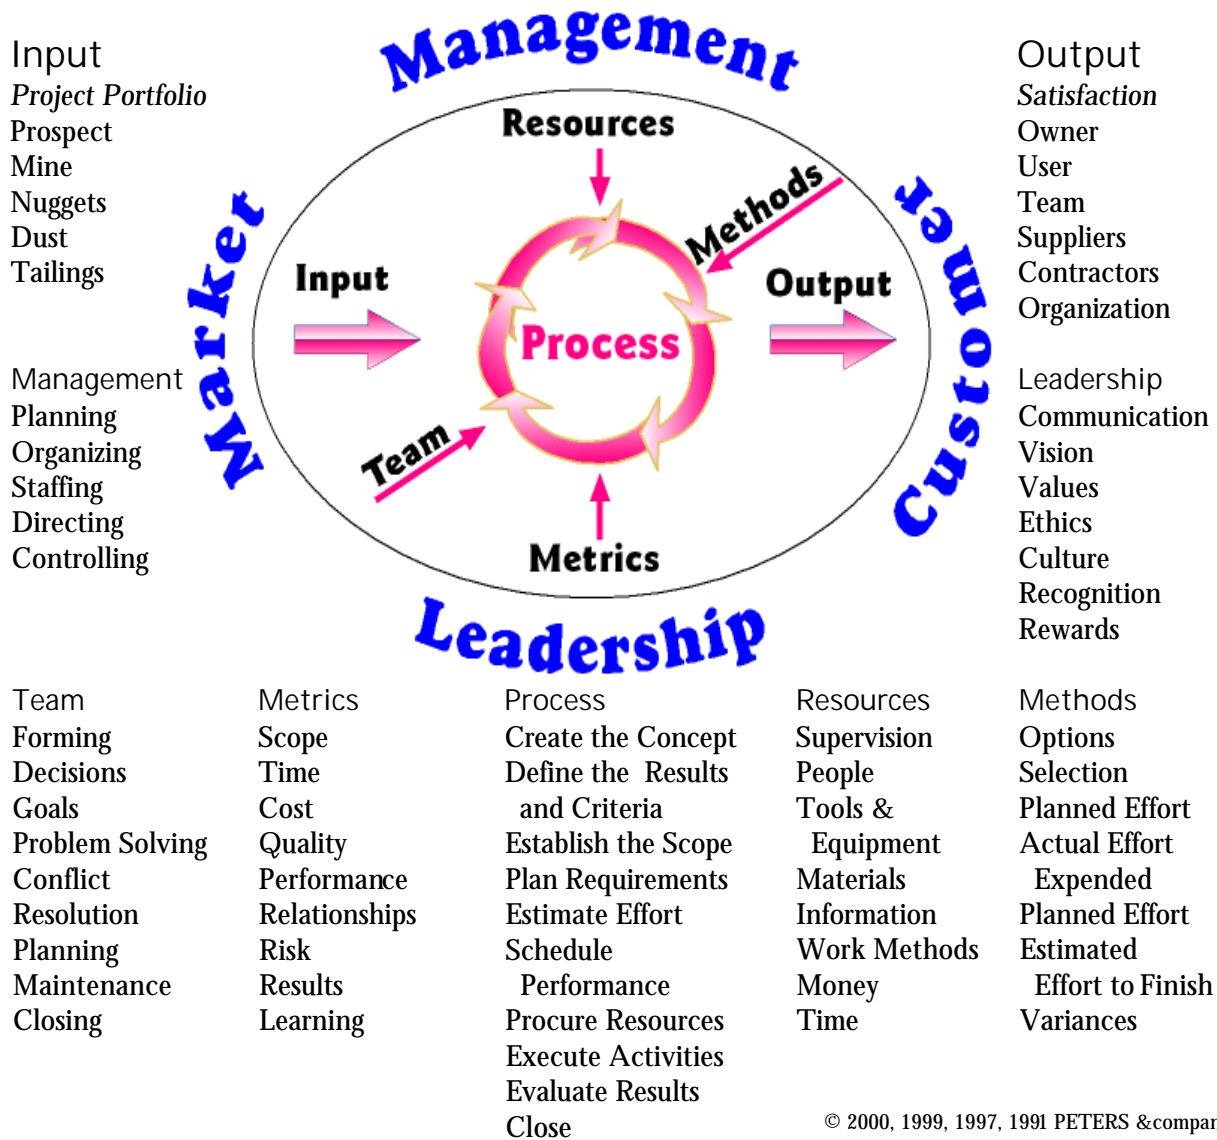 Management
Input
Project Portfolio
Prospect
Mine
Nuggets
Dust
Tailings
Output
Satisfaction
Owner
User
Team
Suppliers
Contractors
Organization
Resources
Methods
Market
Customer
Input
Output
Process
Team
Metrics
Leadership
Management
Planning
Organizing
Staffing
Directing
Controlling
Leadership
Communication
Vision
Values
Ethics
Culture
Recognition
Rewards
Team
Forming
Decisions
Goals
Problem Solving
Conflict
Resolution
Planning
Maintenance
Closing
Metrics
Scope
Time
Cost
Quality
Performance
Relationships
Risk
Results
Learning
Process
Create the Concept
Define the Results
and Criteria
Establish the Scope
Plan Requirements
Estimate Effort
Schedule
Performance
Procure Resources
Execute Activities
Evaluate Results
Close
Resources
Supervision
People
Tools &
Equipment
Materials
Information
Work Methods
Money
Time
Methods
Options
Selection
Planned Effort
Actual Effort
Expended
Planned Effort
Estimated
Effort to Finish
Variances
© 2000, 1999, 1997, 1991 PETERS &compan